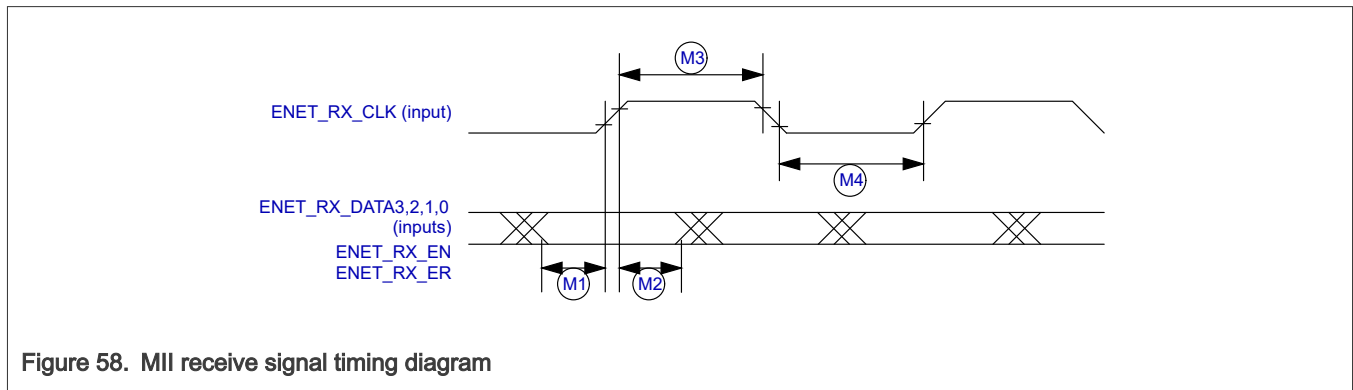 M3
ENET_RX_CLK (input)
M4
ENET_RX_DATA3,2,1,0
(inputs)
ENET_RX_EN
ENET_RX_ER
M1
M2
Figure 58. MII receive signal timing diagram